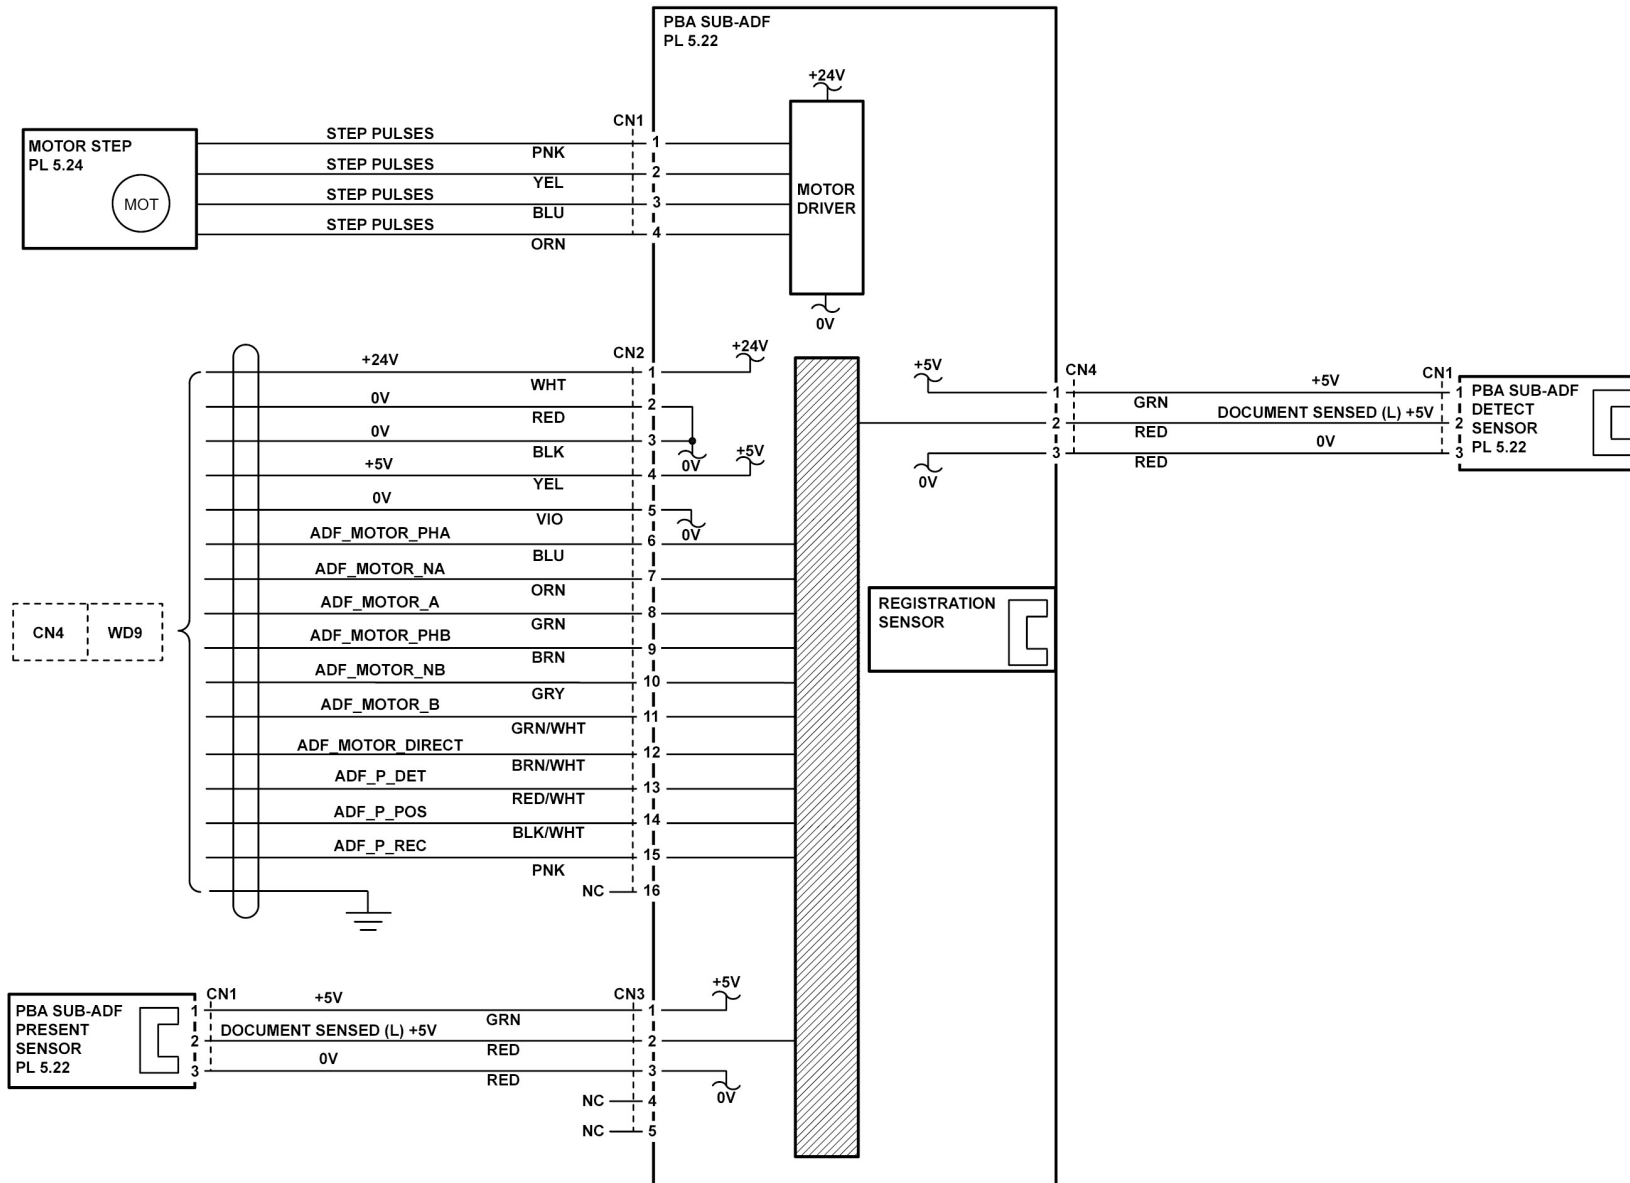 PBA SUB-ADF
PL 5.22
+24V
MOTOR
DRIVER
0V
MOTOR STEP
PL 5.24
MOT
CN1
STEP PULSES
PNK
1
STEP PULSES
YEL
2
STEP PULSES
BLU
3
STEP PULSES
ORN
4
CN2
+24V
WHT
1
+24V
0V
RED
2
0V
BLK
3
0V
+5V
YEL
4
+5V
0V
VIO
5
0V
ADF_MOTOR_PHA
BLU
6
ADF_MOTOR_NA
ORN
7
ADF_MOTOR_A
GRN
8
ADF_MOTOR_PHB
BRN
9
ADF_MOTOR_NB
GRY
10
ADF_MOTOR_B
GRN/WHT
11
ADF_MOTOR_DIRECT
BRN/WHT
12
ADF_P_DET
RED/WHT
13
ADF_P_POS
BLK/WHT
14
ADF_P_REC
PNK
15
NC
16
CN4
WD9
+5V
0V
1
2
3
CN4
+5V
GRN
DOCUMENT SENSED (L) +5V
RED
0V
RED
CN1
1
2
3
PBA SUB-ADF
DETECT
SENSOR
PL 5.22
REGISTRATION
SENSOR
PBA SUB-ADF
PRESENT
SENSOR
PL 5.22
1
2
3
CN1
+5V
GRN
DOCUMENT SENSED (L) +5V
RED
0V
RED
CN3
1
2
3
NC
4
NC
5
+5V
0V